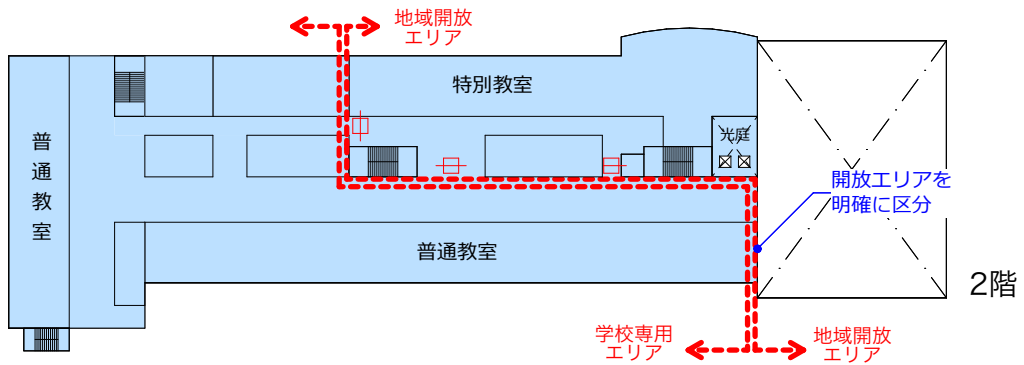 地域開放
エリア
特別教室
光庭
普通教室
開放エリアを
明確に区分
普通教室
2階
学校専用
エリア
地域開放
エリア